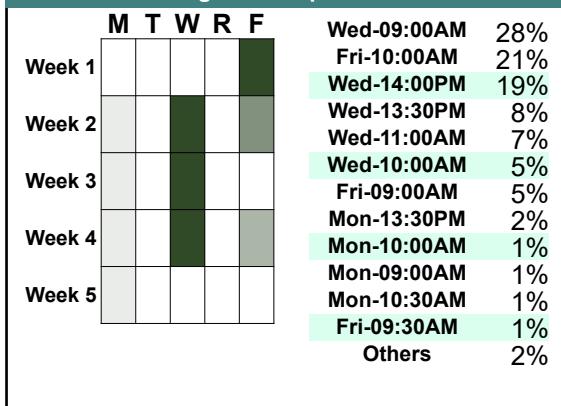 M T W R F
Week 1
Week 2
Week 3
Week 4
Week 5
Wed-09:00AM 28%
Fri-10:00AM 21%
Wed-14:00PM 19%
Wed-13:30PM 8%
Wed-11:00AM 7%
Wed-10:00AM 5%
Fri-09:00AM 5%
Mon-13:30PM 2%
Mon-10:00AM 1%
Mon-09:00AM 1%
Mon-10:30AM 1%
Fri-09:30AM 1%
Others 2%